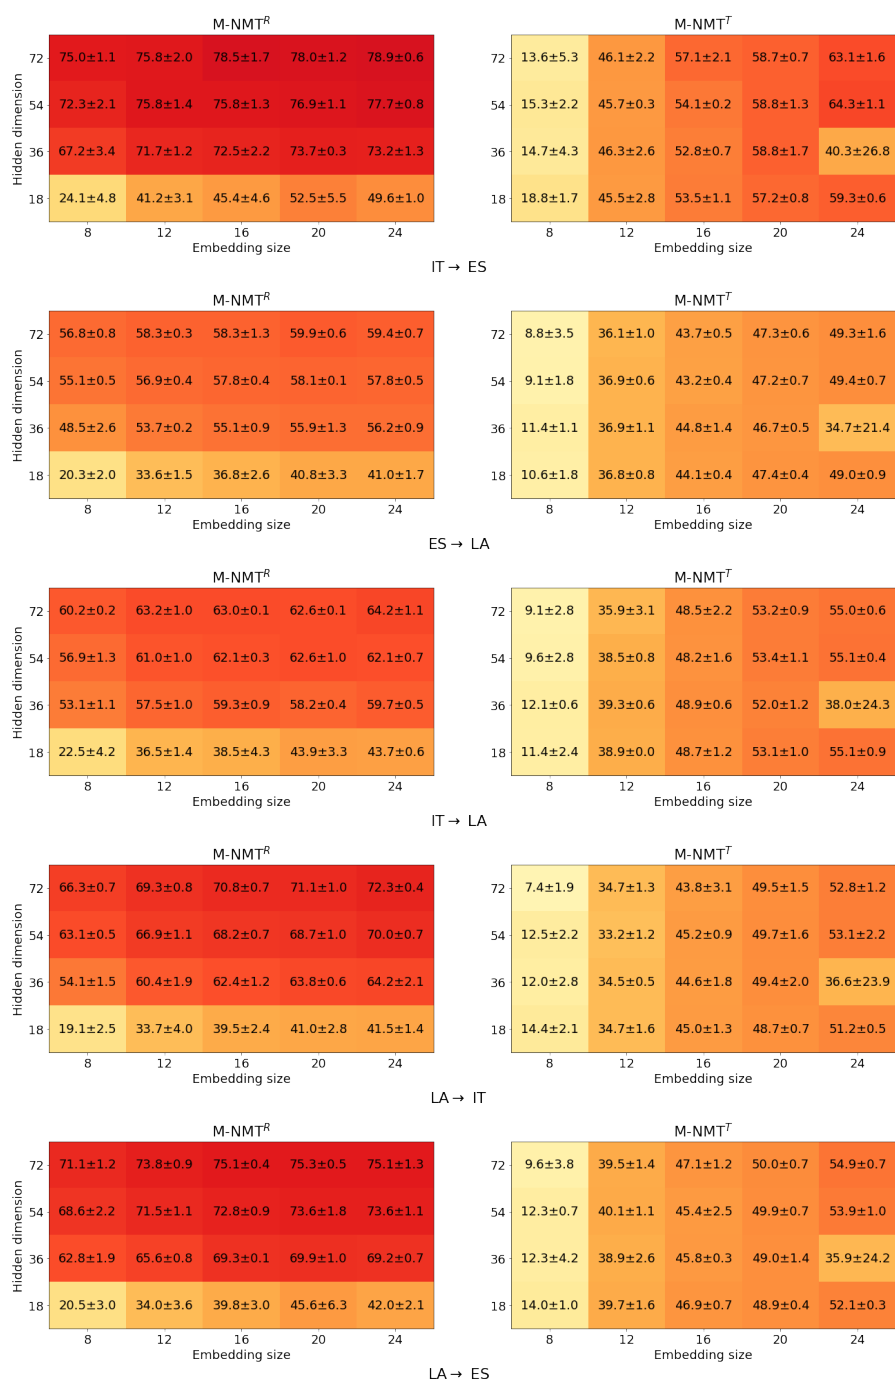 M-NMT^R M-NMT^T
Hidden dimension
72 75.0±1.1 75.8±2.0 78.5±1.7 78.0±1.2 78.9±0.6 72 13.6±5.3 46.1±2.2 57.1±2.1 58.7±0.7 63.1±1.6
54 72.3±2.1 75.8±1.4 75.8±1.3 76.9±1.1 77.7±0.8 54 15.3±2.2 45.7±0.3 54.1±0.2 58.8±1.3 64.3±1.1
36 67.2±3.4 71.7±1.2 72.5±2.2 73.7±0.3 73.2±1.3 36 14.7±4.3 46.3±2.6 52.8±0.7 58.8±1.7 40.3±26.8
18 24.1±4.8 41.2±3.1 45.4±4.6 52.5±5.5 49.6±1.0 18 18.8±1.7 45.5±2.8 53.5±1.1 57.2±0.8 59.3±0.6
8 12 16 20 24 8 12 16 20 24
Embedding size Embedding size
IT → ES
M-NMT^R M-NMT^T
Hidden dimension
72 56.8±0.8 58.3±0.3 58.3±1.3 59.9±0.6 59.4±0.7 72 8.8±3.5 36.1±1.0 43.7±0.5 47.3±0.6 49.3±1.6
54 55.1±0.5 56.9±0.4 57.8±0.4 58.1±0.1 57.8±0.5 54 9.1±1.8 36.9±0.6 43.2±0.4 47.2±0.7 49.4±0.7
36 48.5±2.6 53.7±0.2 55.1±0.9 55.9±1.3 56.2±0.9 36 11.4±1.1 36.9±1.1 44.8±1.4 46.7±0.5 34.7±21.4
18 20.3±2.0 33.6±1.5 36.8±2.6 40.8±3.3 41.0±1.7 18 10.6±1.8 36.8±0.8 44.1±0.4 47.4±0.4 49.0±0.9
8 12 16 20 24 8 12 16 20 24
Embedding size Embedding size
ES → LA
M-NMT^R M-NMT^T
Hidden dimension
72 60.2±0.2 63.2±1.0 63.0±0.1 62.6±0.1 64.2±1.1 72 9.1±2.8 35.9±3.1 48.5±2.2 53.2±0.9 55.0±0.6
54 56.9±1.3 61.0±1.0 62.1±0.3 62.6±1.0 62.1±0.7 54 9.6±2.8 38.5±0.8 48.2±1.6 53.4±1.1 55.1±0.4
36 53.1±1.1 57.5±1.0 59.3±0.9 58.2±0.4 59.7±0.5 36 12.1±0.6 39.3±0.6 48.9±0.6 52.0±1.2 38.0±24.3
18 22.5±4.2 36.5±1.4 38.5±4.3 43.9±3.3 43.7±0.6 18 11.4±2.4 38.9±0.0 48.7±1.2 53.1±1.0 55.1±0.9
8 12 16 20 24 8 12 16 20 24
Embedding size Embedding size
IT → LA
M-NMT^R M-NMT^T
Hidden dimension
72 66.3±0.7 69.3±0.8 70.8±0.7 71.1±1.0 72.3±0.4 72 7.4±1.9 34.7±1.3 43.8±3.1 49.5±1.5 52.8±1.2
54 63.1±0.5 66.9±1.1 68.2±0.7 68.7±1.0 70.0±0.7 54 12.5±2.2 33.2±1.2 45.2±0.9 49.7±1.6 53.1±2.2
36 54.1±1.5 60.4±1.9 62.4±1.2 63.8±0.6 64.2±2.1 36 12.0±2.8 34.5±0.5 44.6±1.8 49.4±2.0 36.6±23.9
18 19.1±2.5 33.7±4.0 39.5±2.4 41.0±2.8 41.5±1.4 18 14.4±2.1 34.7±1.6 45.0±1.3 48.7±0.7 51.2±0.5
8 12 16 20 24 8 12 16 20 24
Embedding size Embedding size
LA → IT
M-NMT^R M-NMT^T
Hidden dimension
72 71.1±1.2 73.8±0.9 75.1±0.4 75.3±0.5 75.1±1.3 72 9.6±3.8 39.5±1.4 47.1±1.2 50.0±0.7 54.9±0.7
54 68.6±2.2 71.5±1.1 72.8±0.9 73.6±1.8 73.6±1.1 54 12.3±0.7 40.1±1.1 45.4±2.5 49.9±0.7 53.9±1.0
36 62.8±1.9 65.6±0.8 69.3±0.1 69.9±1.0 69.2±0.7 36 12.3±4.2 38.9±2.6 45.8±0.3 49.0±1.4 35.9±24.2
18 20.5±3.0 34.0±3.6 39.8±3.0 45.6±6.3 42.0±2.1 18 14.0±1.0 39.7±1.6 46.9±0.7 48.9±0.4 52.1±0.3
8 12 16 20 24 8 12 16 20 24
Embedding size Embedding size
LA → ES